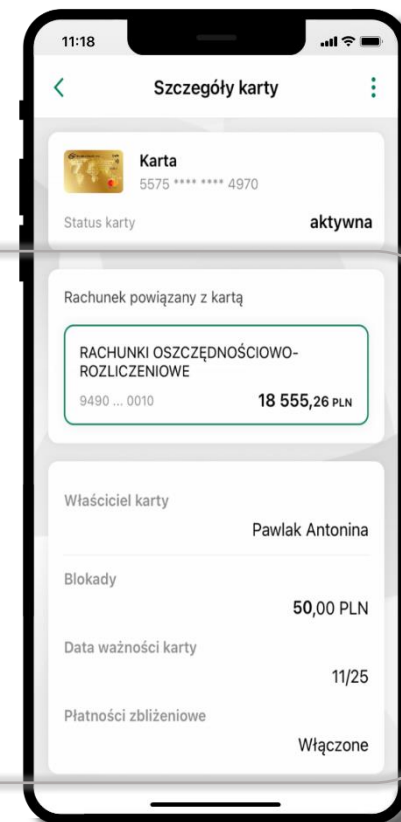 11:18
Szczegóły karty
Karta
5575 **** **** 4970
Status karty
aktywna
Rachunek powiązany z kartą
RACHUNKI OSZCZĘDNOŚCIOWO-
ROZLICZENIOWE
9490 ... 0010
18 555,26 PLN
Właściciel karty
Pawlak Antonina
Blokady
50,00 PLN
Data ważności karty
11/25
Płatności zbliżeniowe
Włączone